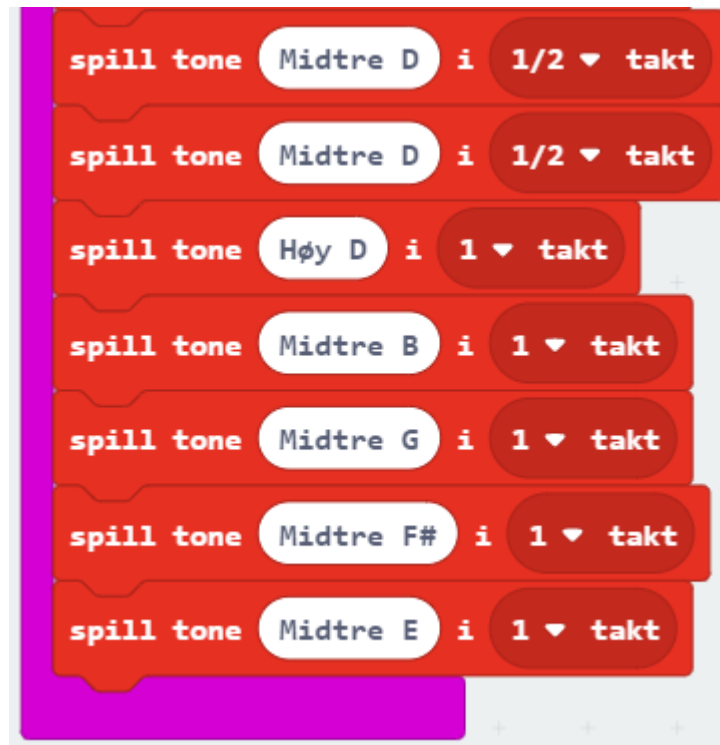 spill tone Midtre D i 1/2 takt
spill tone Midtre D i 1/2 takt
spill tone Høy D i 1 takt
spill tone Midtre B i 1 takt
spill tone Midtre G i 1 takt
spill tone Midtre F# i 1 takt
spill tone Midtre E i 1 takt